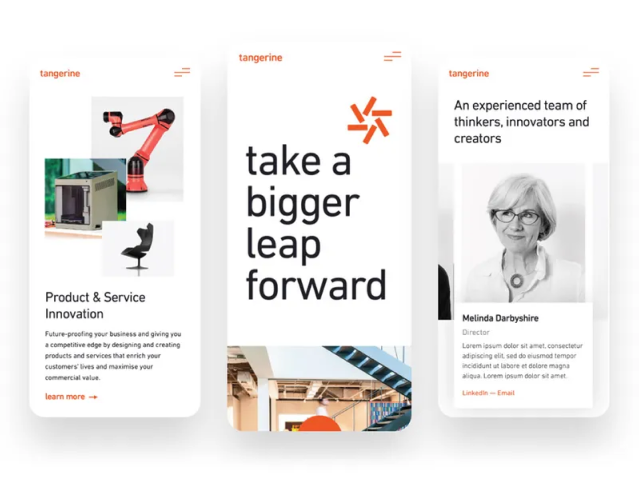 tangerine
Product & Service
Innovation
Future-proofing your business and giving you
a competitive edge by designing and creating
products and services that enrich your
customers' lives and maximise your
commercial value.
learn more →
tangerine
take a
bigger
leap
forward
tangerine
An experienced team of
thinkers, innovators and
creators
Melinda Darbyshire
Director
Lorem ipsum dolor sit amet, consectetur
adipiscing elit, sed do eiusmod tempor
incididunt ut labore et dolore magna
aliqua. Lorem ipsum dolor sit amet.
LinkedIn — Email